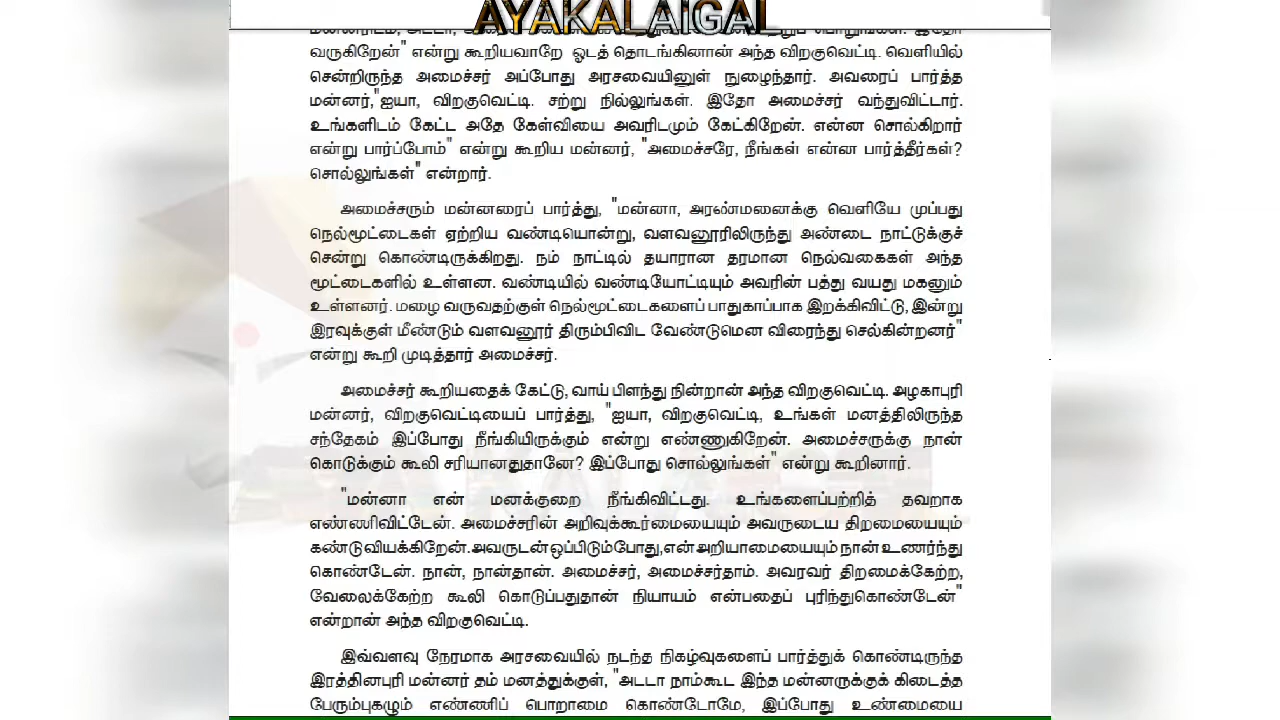 AYAKALAIGAL
வருகிறேன்" என்று கூறியவாறே ஓடத் தொடங்கினான் அந்த விறகுவெட்டி. வெளியில்
சென்றிருந்த அமைச்சர் அப்போது அரசவையினுள் நுழைந்தார். அவரைப் பார்த்த
மன்னர்,"ஐயா, விறகுவெட்டி. சற்று நில்லுங்கள். இதோ அமைச்சர் வந்துவிட்டார்.
உங்களிடம் கேட்ட அதே கேள்வியை அவரிடமும் கேட்கிறேன். என்ன சொல்கிறார்
என்று பார்ப்போம்" என்று கூறிய மன்னர், "அமைச்சரே, நீங்கள் என்ன பார்த்தீர்கள்?
சொல்லுங்கள்" என்றார்.
அமைச்சரும் மன்னரைப் பார்த்து, "மன்னா, அரண்மனைக்கு வெளியே முப்பது
நெல்மூட்டைகள் ஏற்றிய வண்டியொன்று, வளவனூரிலிருந்து அண்டை நாட்டுக்குச்
சென்று கொண்டிருக்கிறது. நம் நாட்டில் தயாரான தரமான நெல்வகைகள் அந்த
மூட்டைகளில் உள்ளன. வண்டியில் வண்டியோட்டியும் அவரின் பத்து வயது மகனும்
உள்ளனர். மழை வருவதற்குள் நெல்மூட்டைகளைப் பாதுகாப்பாக இறக்கிவிட்டு, இன்று
இரவுக்குள் மீண்டும் வளவனூர் திரும்பிவிட வேண்டுமென விரைந்து செல்கின்றனர்"
என்று கூறி முடித்தார் அமைச்சர்.
அமைச்சர் கூறியதைக் கேட்டு, வாய் பிளந்து நின்றான் அந்த விறகுவெட்டி. அழகாபுரி
மன்னர், விறகுவெட்டியைப் பார்த்து, "ஐயா, விறகுவெட்டி, உங்கள் மனத்திலிருந்த
சந்தேகம் இப்போது நீங்கியிருக்கும் என்று எண்ணுகிறேன். அமைச்சருக்கு நான்
கொடுக்கும் கூலி சரியானதுதானே? இப்போது சொல்லுங்கள்" என்று கூறினார்.
"மன்னா என் மனக்குறை நீங்கிவிட்டது. உங்களைப்பற்றித் தவறாக
எண்ணிவிட்டேன். அமைச்சரின் அறிவுக்கூர்மையையும் அவருடைய திறமையையும்
கண்டு வியக்கிறேன். அவருடன் ஒப்பிடும்போது, என் அறியாமையையும் நான் உணர்ந்து
கொண்டேன். நான், நான்தான். அமைச்சர், அமைச்சர்தாம். அவரவர் திறமைக்கேற்ற,
வேலைக்கேற்ற கூலி கொடுப்பதுதான் நியாயம் என்பதைப் புரிந்துகொண்டேன்"
என்றான் அந்த விறகுவெட்டி.
இவ்வளவு நேரமாக அரசவையில் நடந்த நிகழ்வுகளைப் பார்த்துக் கொண்டிருந்த
இரத்தினபுரி மன்னர் தம் மனத்துக்குள், "அடடா நாம்கூட இந்த மன்னருக்குக் கிடைத்த
பேரும்புகழும் எண்ணிப் பொறாமை கொண்டோமே, இப்போது உண்மையை